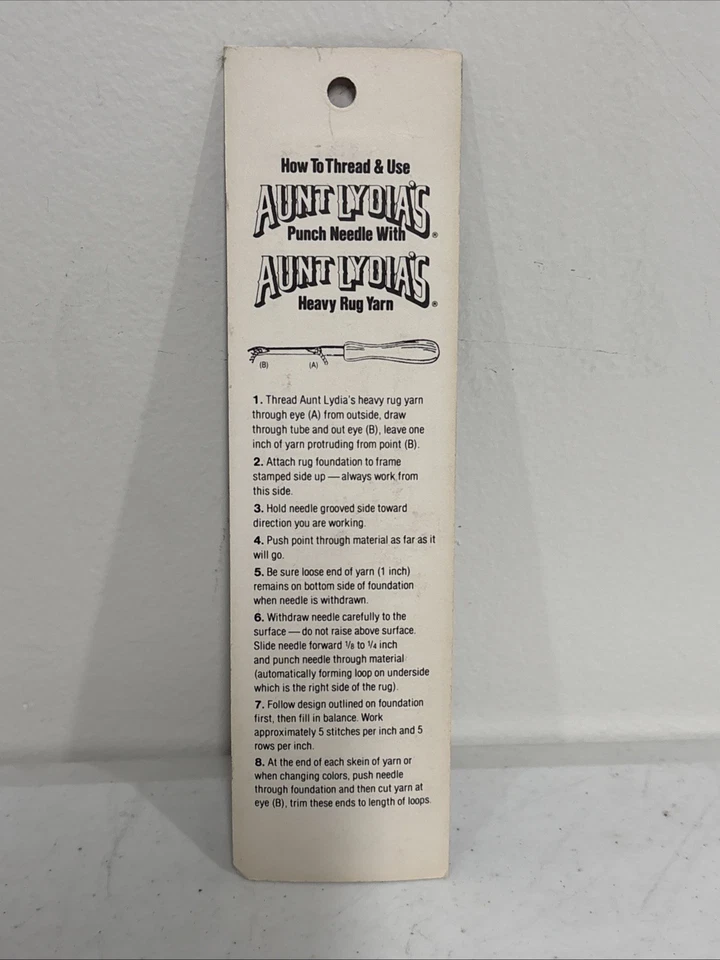 How To Thread & Use
AUNT LYDIA'S
Punch Needle With ®
AUNT LYDIA'S
Heavy Rug Yarn ®
(B) (A)
1. Thread Aunt Lydia's heavy rug yarn
through eye (A) from outside, draw
through tube and out eye (B), leave one
inch of yarn protruding from point (B).
2. Attach rug foundation to frame
stamped side up — always work from
this side.
3. Hold needle grooved side toward
direction you are working.
4. Push point through material as far as it
will go.
5. Be sure loose end of yarn (1 inch)
remains on bottom side of foundation
when needle is withdrawn.
6. Withdraw needle carefully to the
surface — do not raise above surface.
Slide needle forward 1/8 to 1/4 inch
and punch needle through material
(automatically forming loop on underside
which is the right side of the rug).
7. Follow design outlined on foundation
first, then fill in balance. Work
approximately 5 stitches per inch and 5
rows per inch.
8. At the end of each skein of yarn or
when changing colors, push needle
through foundation and then cut yarn at
eye (B), trim these ends to length of loops.